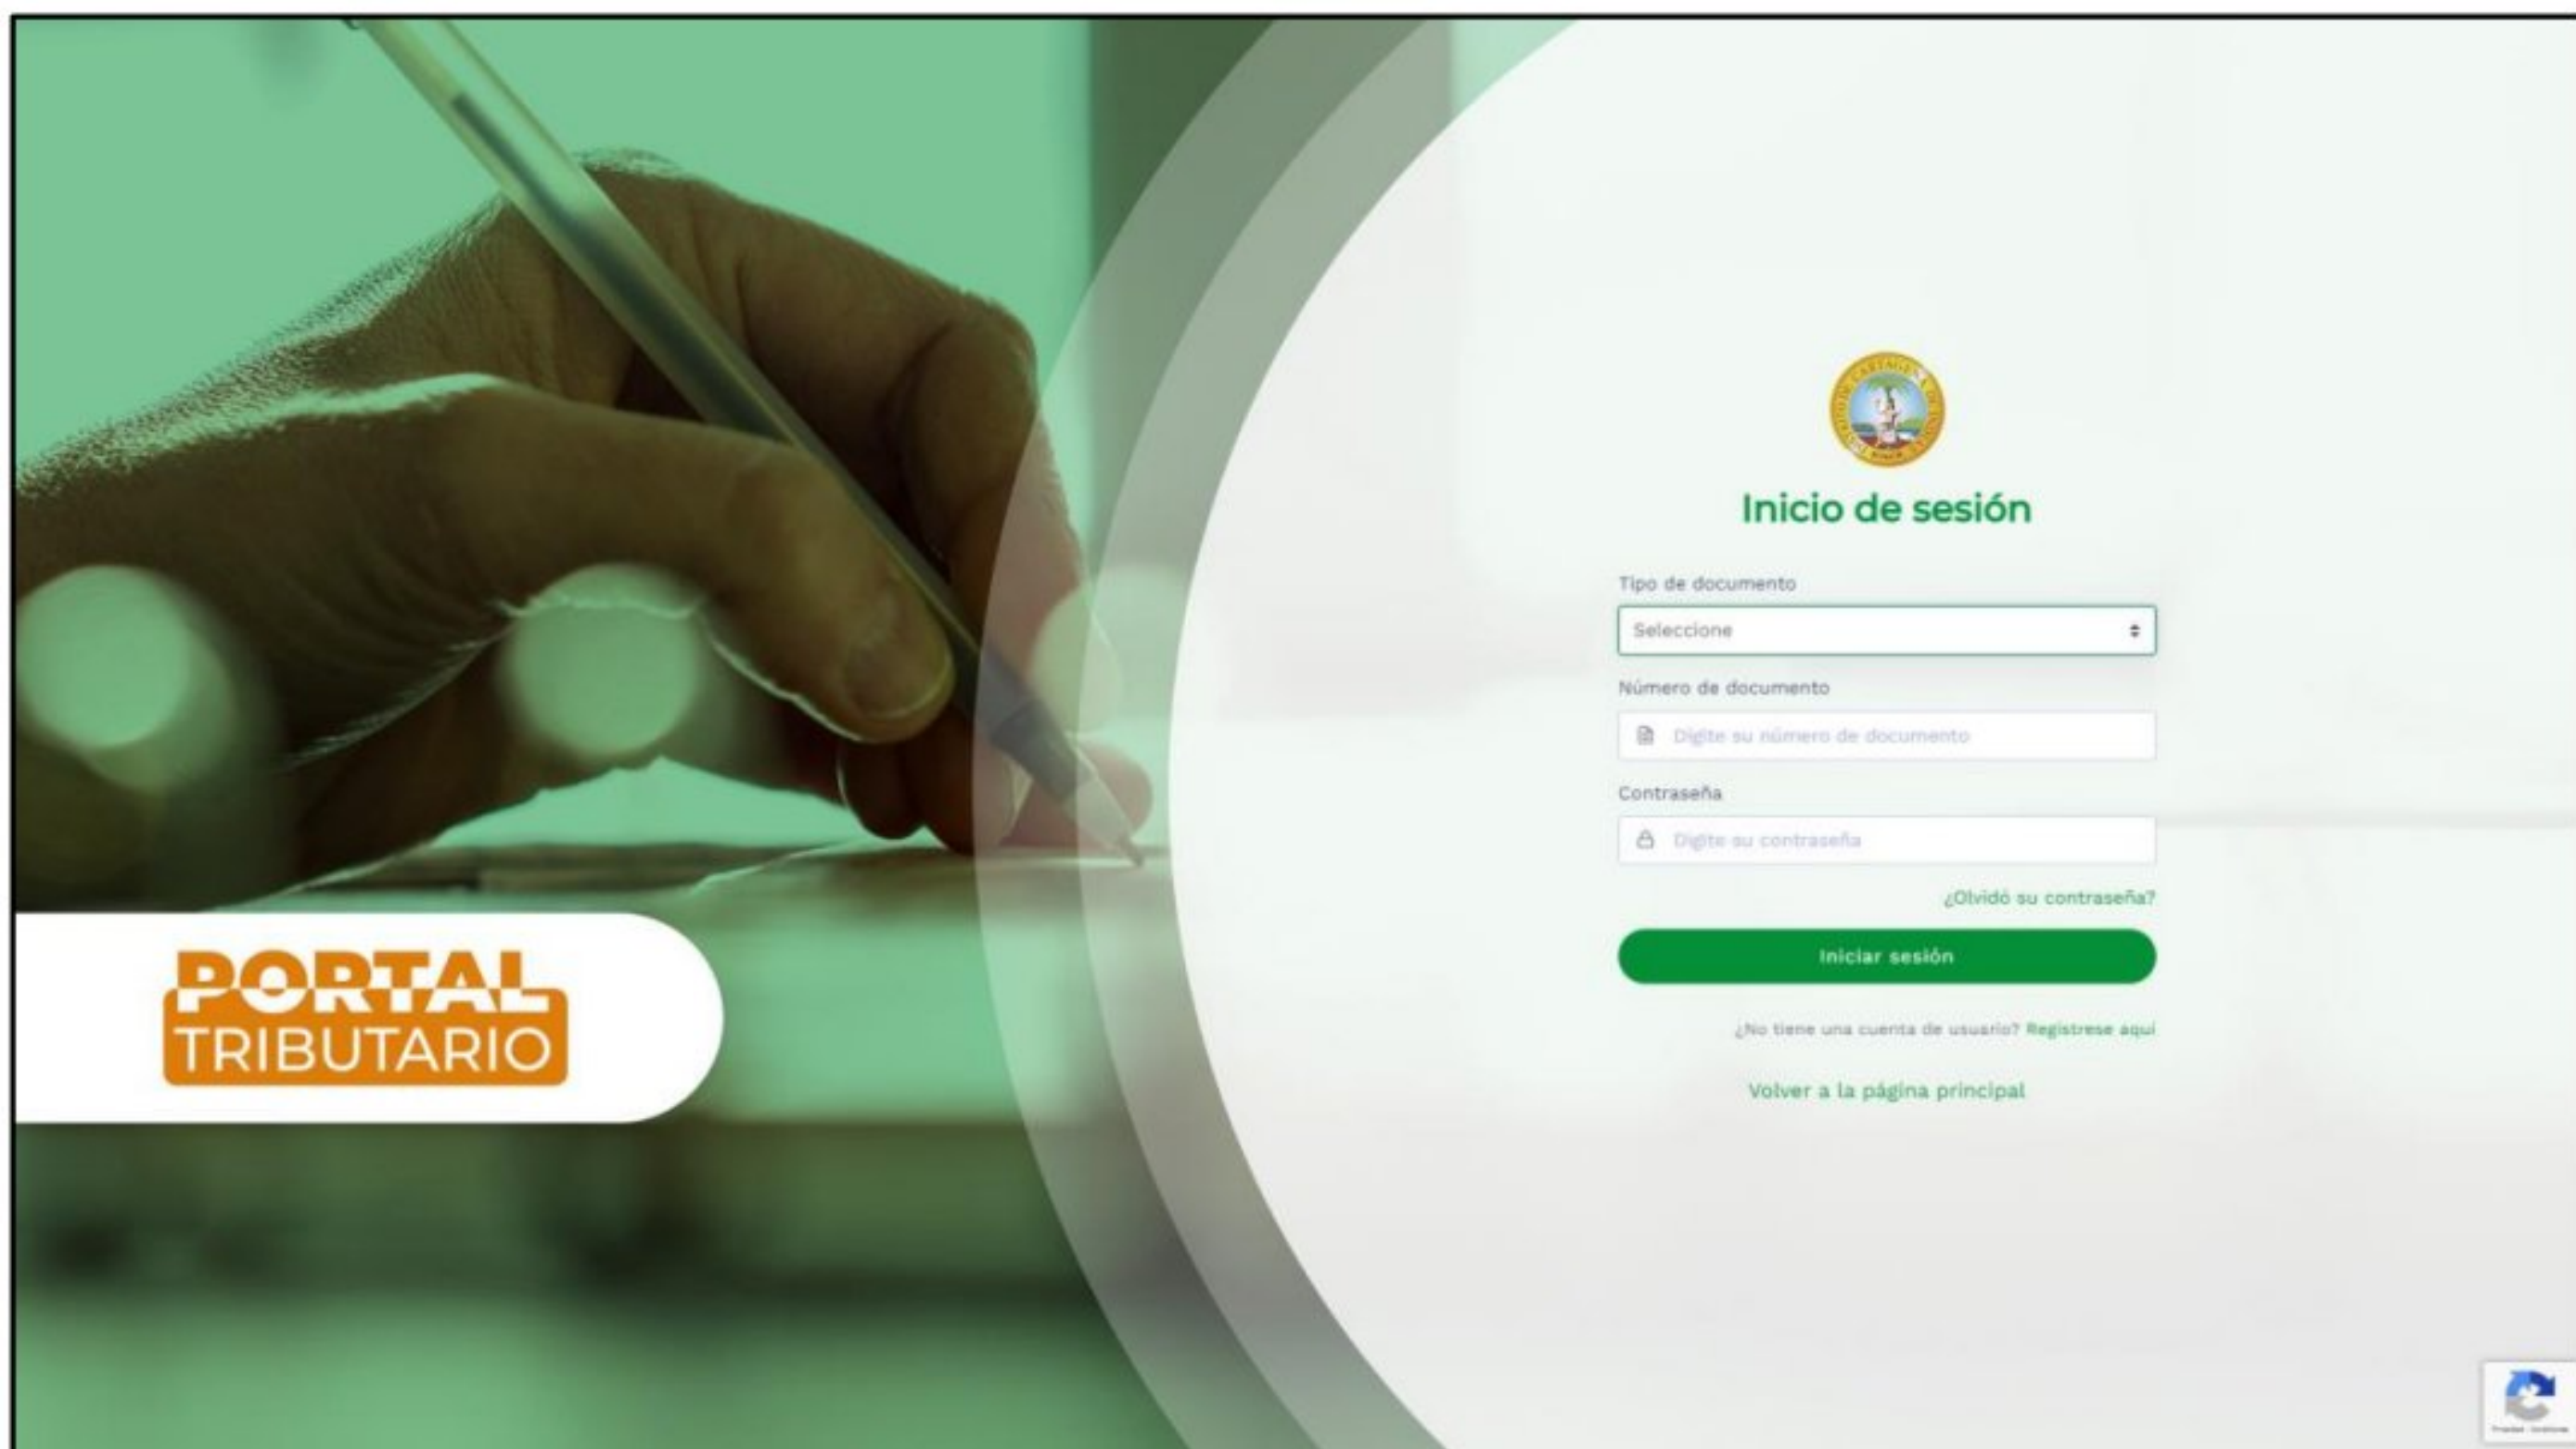 Inicio de sesión
Tipo de documento
Seleccione
Número de documento
Digite su número de documento
Contraseña
Digite su contraseña
¿Olvidó su contraseña?
Iniciar sesión
¿No tiene una cuenta de usuario? Regístrese aquí
Volver a la página principal
PORTAL
TRIBUTARIO